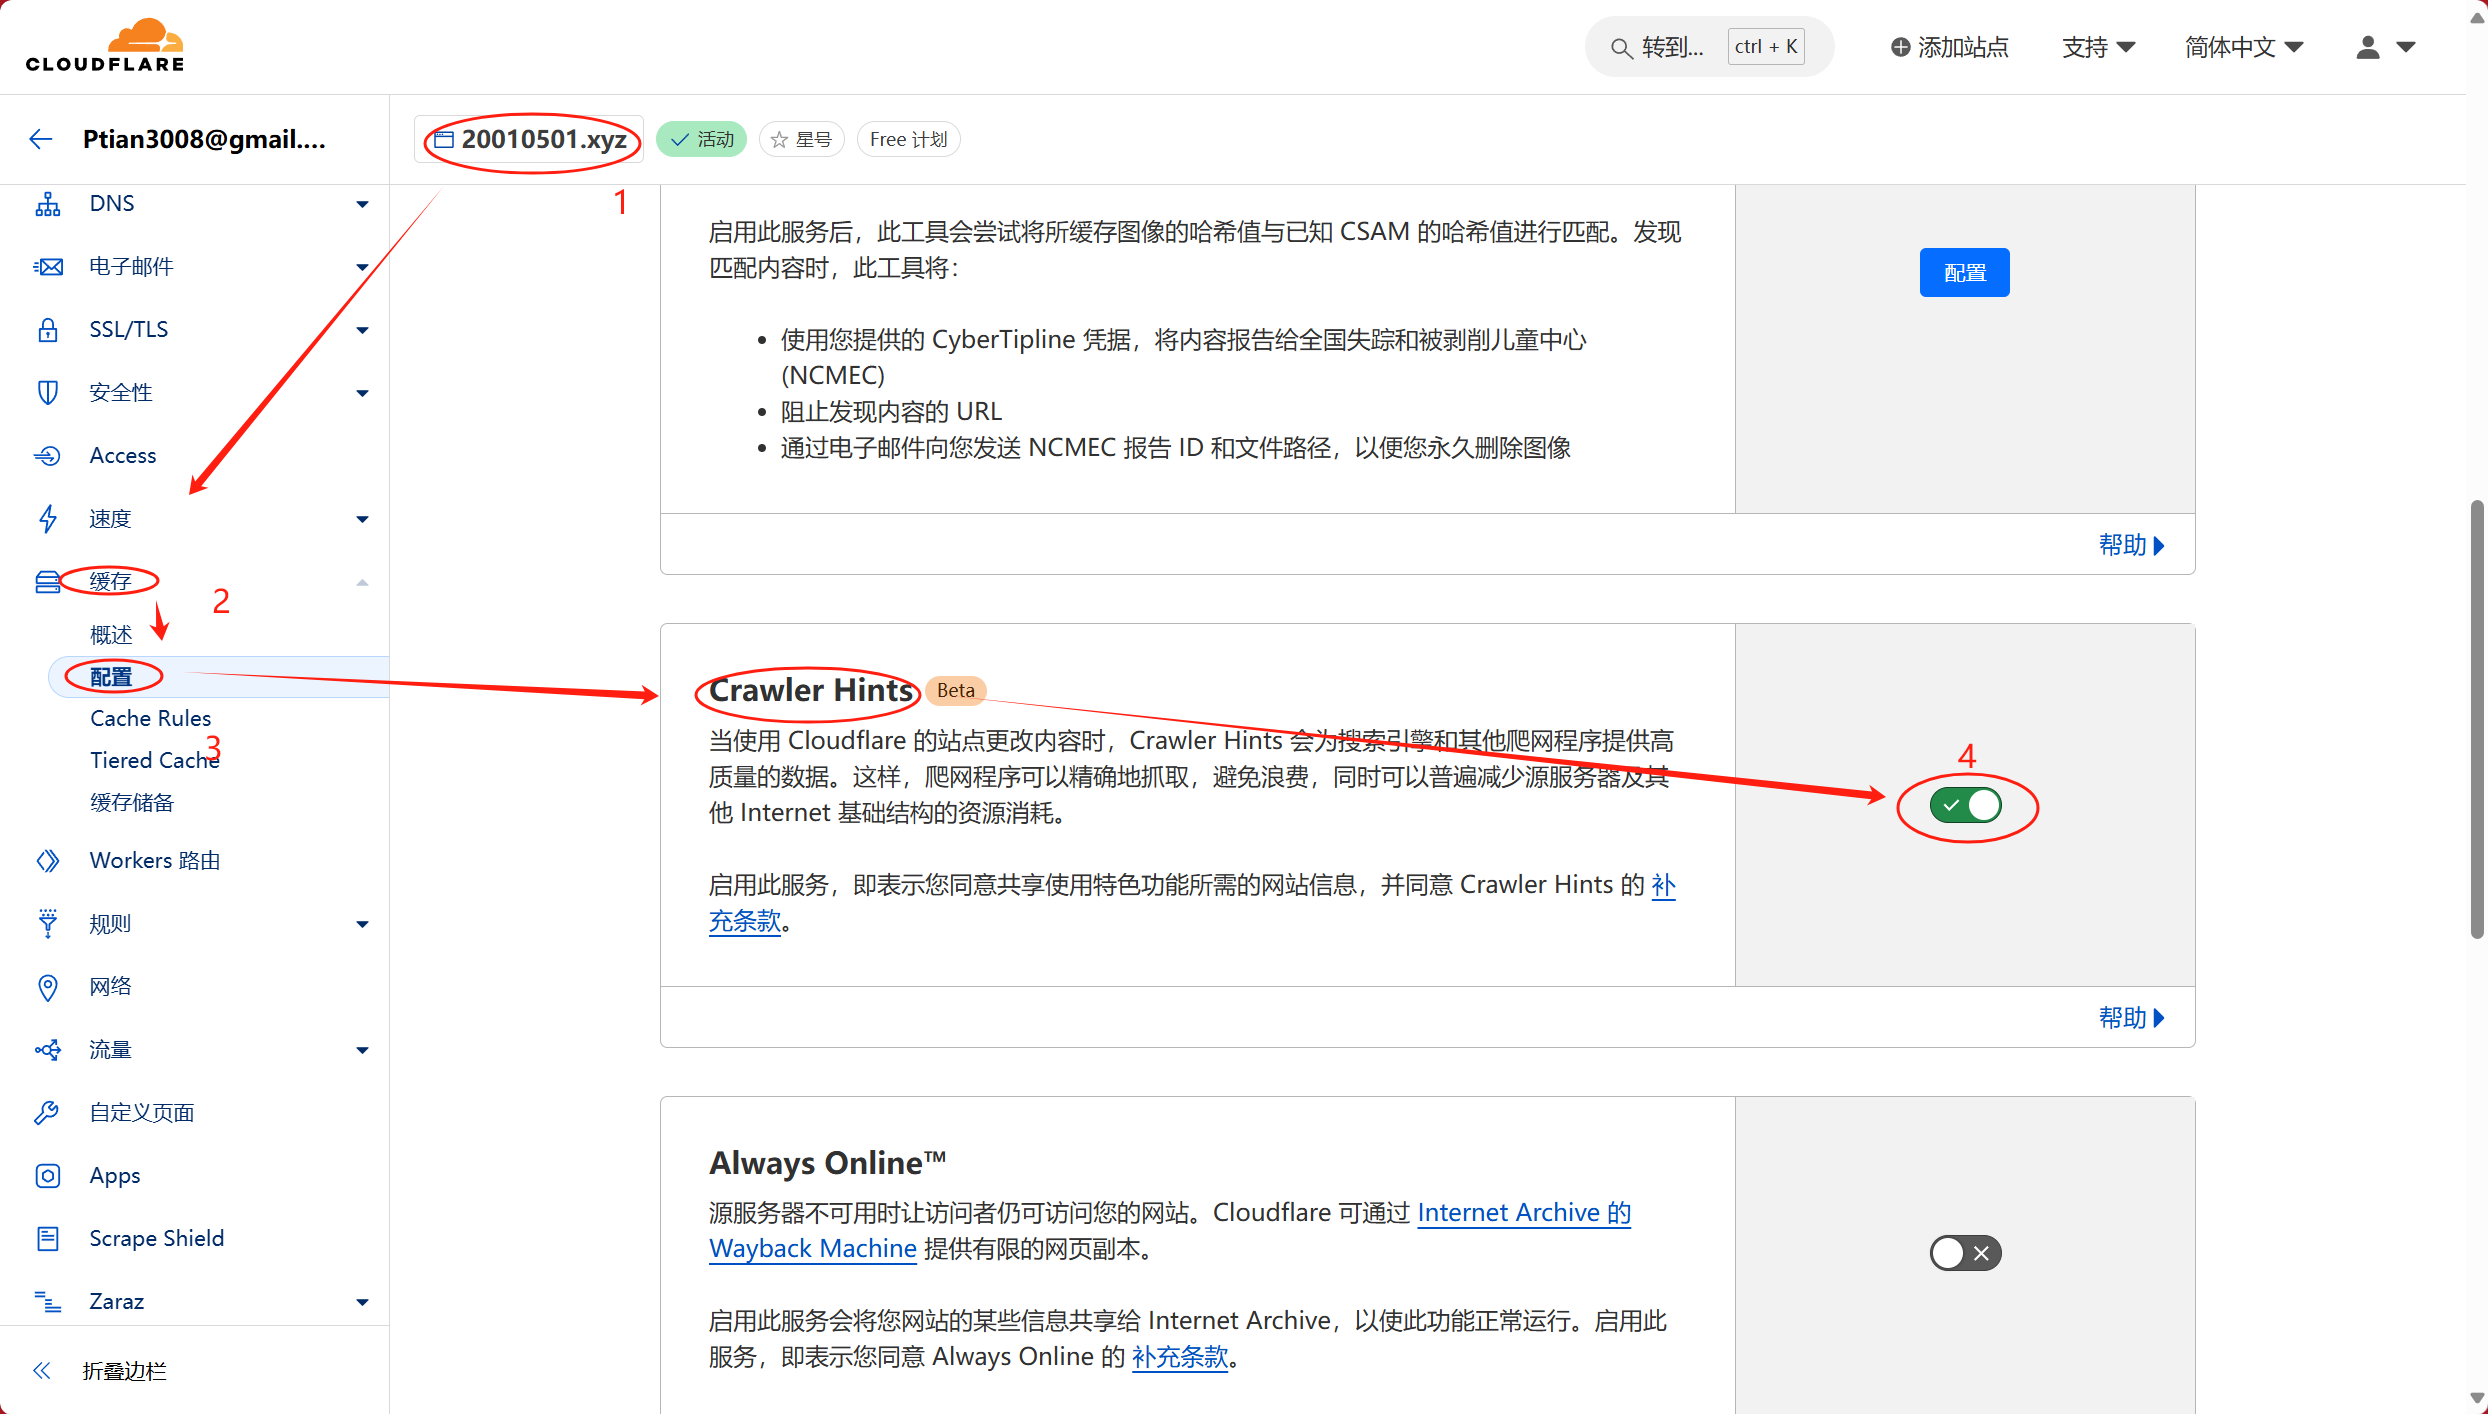 CLOUDFLARE
转到... ctrl + K
添加站点
支持
简体中文
Ptian3008@gmail....
20010501.xyz
活动
星号
Free 计划
1
DNS
电子邮件
SSL/TLS
安全性
Access
速度
缓存
2
概述
配置
Cache Rules
3
Tiered Cache
缓存储备
Workers 路由
规则
网络
流量
自定义页面
Apps
Scrape Shield
Zaraz
折叠边栏
启用此服务后，此工具会尝试将所缓存图像的哈希值与已知 CSAM 的哈希值进行匹配。发现
匹配内容时，此工具将：
使用您提供的 CyberTipline 凭据，将内容报告给全国失踪和被剥削儿童中心
(NCMEC)
阻止发现内容的 URL
通过电子邮件向您发送 NCMEC 报告 ID 和文件路径，以便您永久删除图像
配置
帮助
Crawler Hints Beta
当使用 Cloudflare 的站点更改内容时，Crawler Hints 会为搜索引擎和其他爬网程序提供高
质量的数据。这样，爬网程序可以精确地抓取，避免浪费，同时可以普遍减少源服务器及其
他 Internet 基础结构的资源消耗。
启用此服务，即表示您同意共享使用特色功能所需的网站信息，并同意 Crawler Hints 的 补
充条款。
4
帮助
Always Online™
源服务器不可用时让访问者仍可访问您的网站。Cloudflare 可通过 Internet Archive 的
Wayback Machine 提供有限的网页副本。
启用此服务会将您网站的某些信息共享给 Internet Archive，以使此功能正常运行。启用此
服务，即表示您同意 Always Online 的 补充条款。